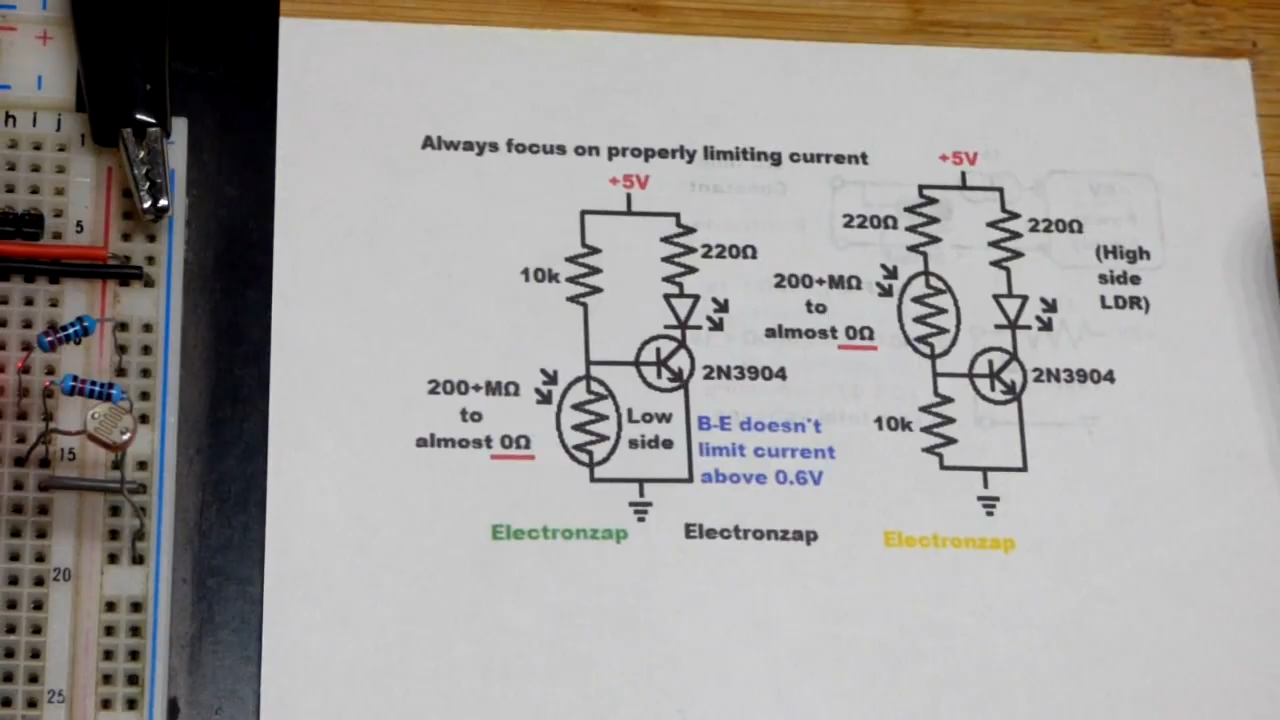 h i j
1
5
15
20
25
Always focus on properly limiting current
+5V
10k
220Ω
200+MΩ
to
almost 0Ω
Low
side
2N3904
B-E doesn't
limit current
above 0.6V
+5V
220Ω
220Ω
(High
side
LDR)
200+MΩ
to
almost 0Ω
2N3904
10k
Electronzap
Electronzap
Electronzap